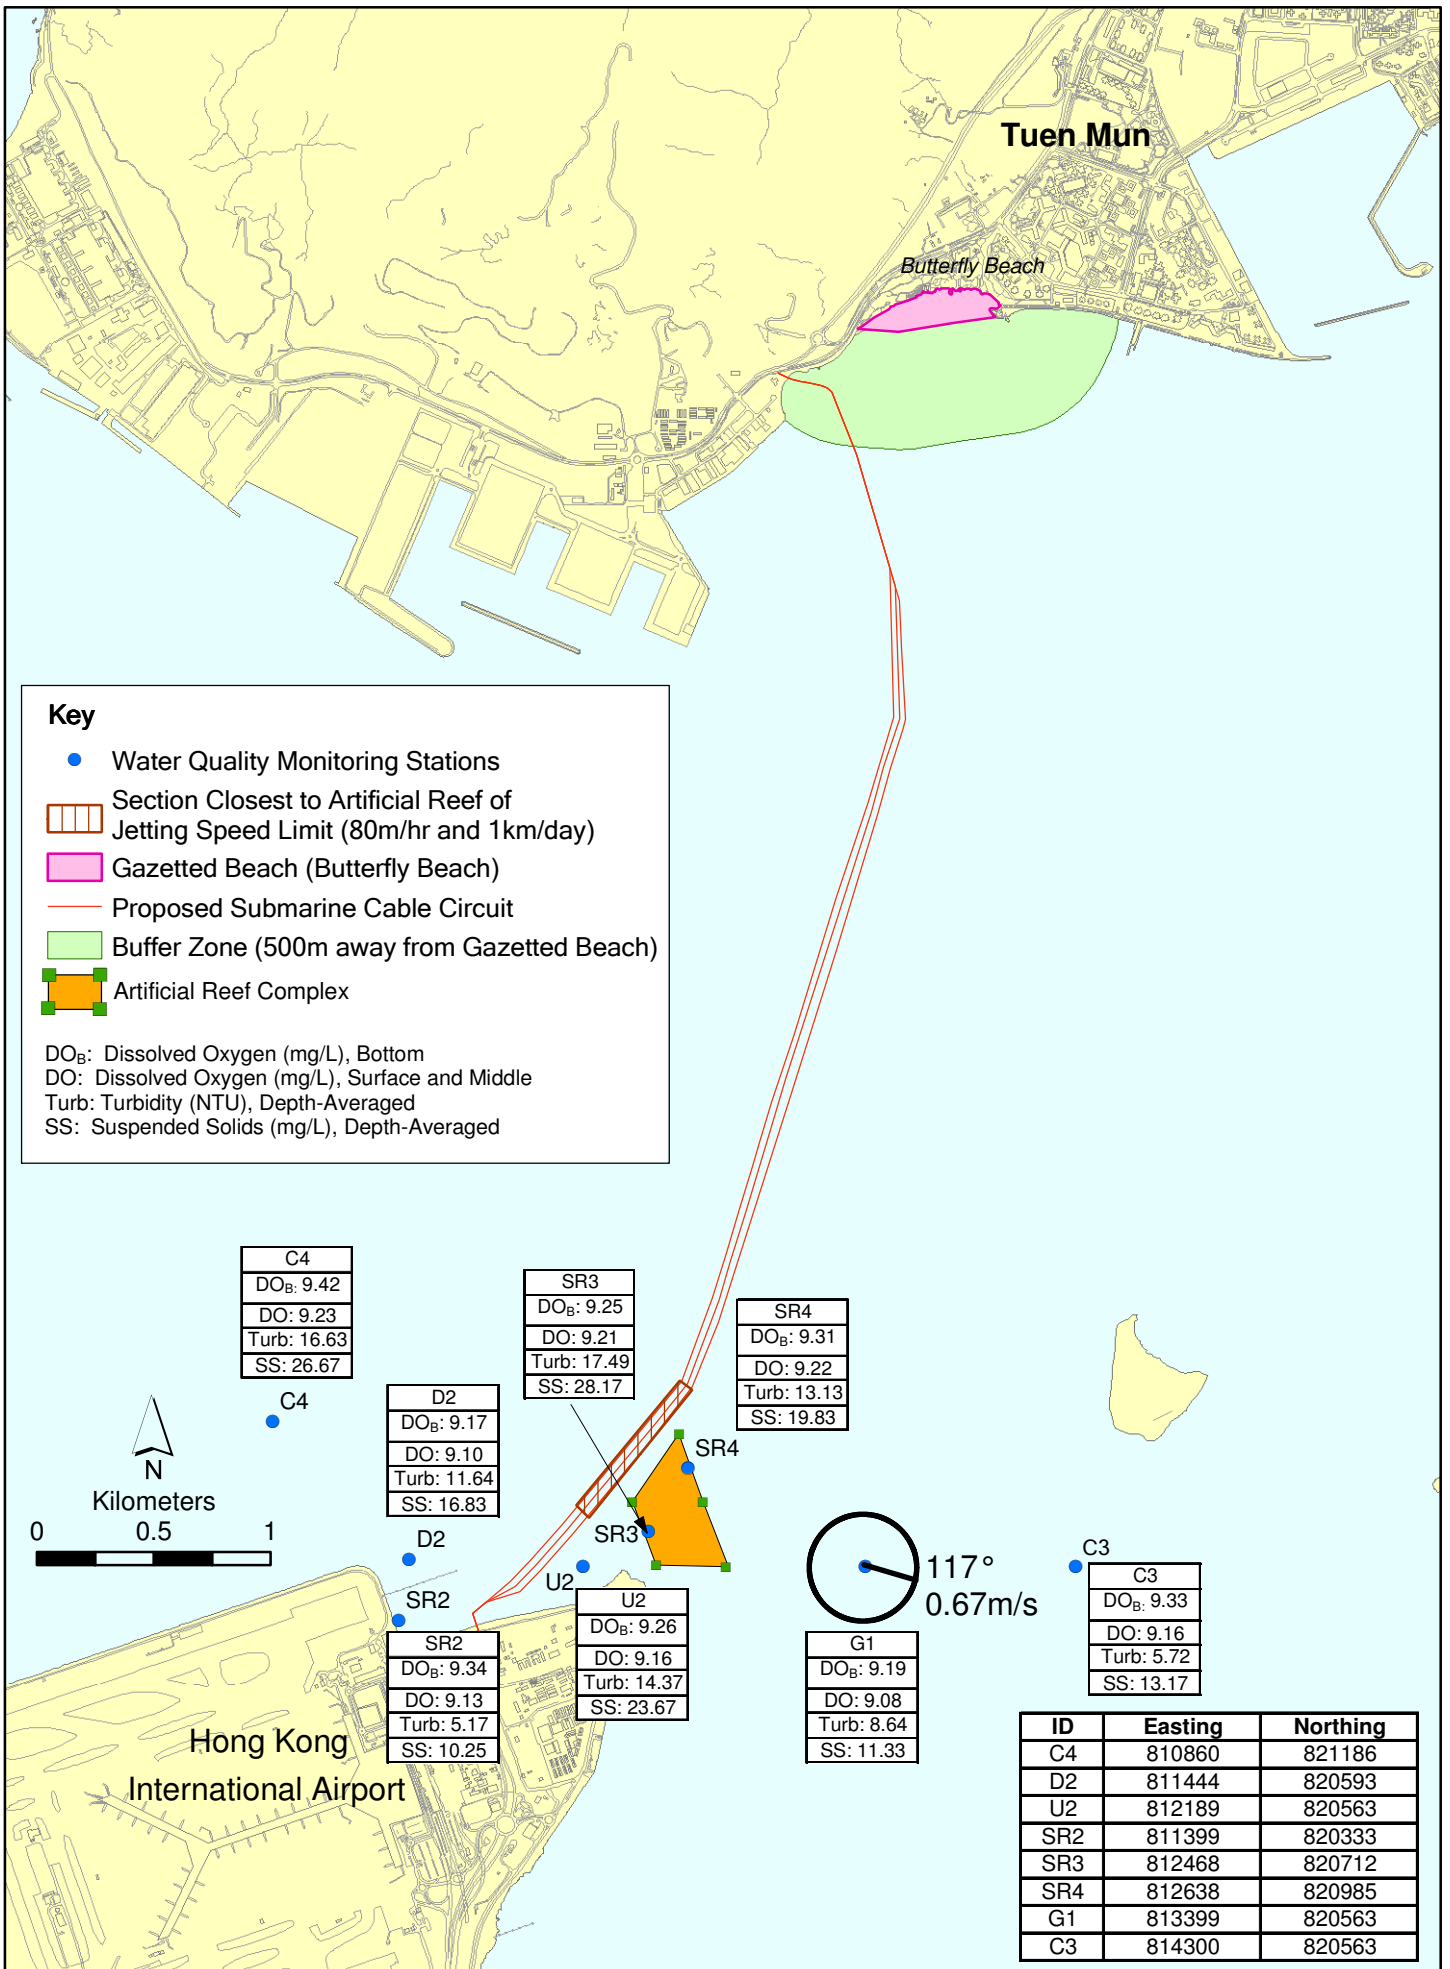 Tuen Mun
Butterfly Beach
Key
Water Quality Monitoring Stations
Section Closest to Artificial Reef of
Jetting Speed Limit (80m/hr and 1km/day)
Gazetted Beach (Butterfly Beach)
Proposed Submarine Cable Circuit
Buffer Zone (500m away from Gazetted Beach)
Artificial Reef Complex
DOB: Dissolved Oxygen (mg/L), Bottom
DO: Dissolved Oxygen (mg/L), Surface and Middle
Turb: Turbidity (NTU), Depth-Averaged
SS: Suspended Solids (mg/L), Depth-Averaged
C4
DOB: 9.42
DO: 9.23
Turb: 16.63
SS: 26.67
C4
SR3
DOB: 9.25
DO: 9.21
Turb: 17.49
SS: 28.17
SR4
DOB: 9.31
DO: 9.22
Turb: 13.13
SS: 19.83
D2
DOB: 9.17
DO: 9.10
Turb: 11.64
SS: 16.83
SR4
N
Kilometers
0 0.5 1
D2
SR3
U2
SR2
117°
0.67m/s
C3
C3
DOB: 9.33
DO: 9.16
Turb: 5.72
SS: 13.17
U2
DOB: 9.26
DO: 9.16
Turb: 14.37
SS: 23.67
SR2
DOB: 9.34
DO: 9.13
Turb: 5.17
SS: 10.25
G1
DOB: 9.19
DO: 9.08
Turb: 8.64
SS: 11.33
Hong Kong
International Airport
ID Easting Northing
C4 810860 821186
D2 811444 820593
U2 812189 820563
SR2 811399 820333
SR3 812468 820712
SR4 812638 820985
G1 813399 820563
C3 814300 820563